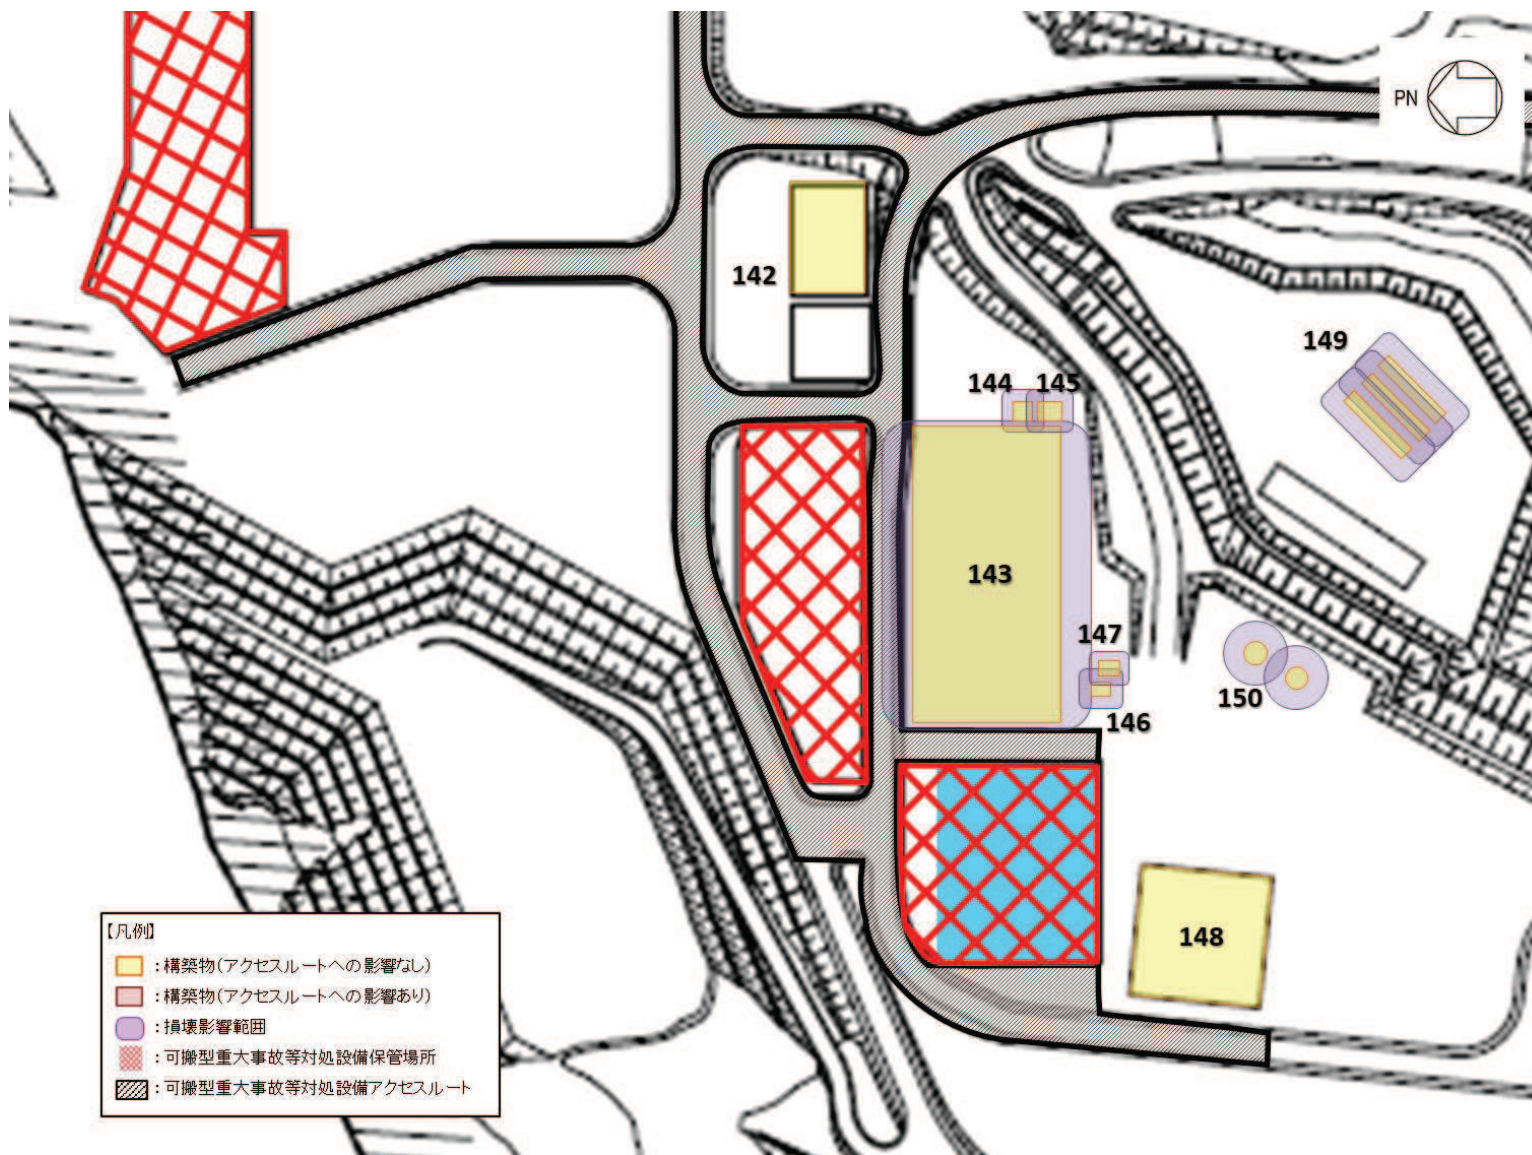 PN
142
144
145
149
143
147
146
150
148
【凡例】
：構築物(アクセスルートへの影響なし)
：構築物(アクセスルートへの影響あり)
：損壊影響範囲
：可搬型重大事故等対処設備保管場所
：可搬型重大事故等対処設備アクセスルート